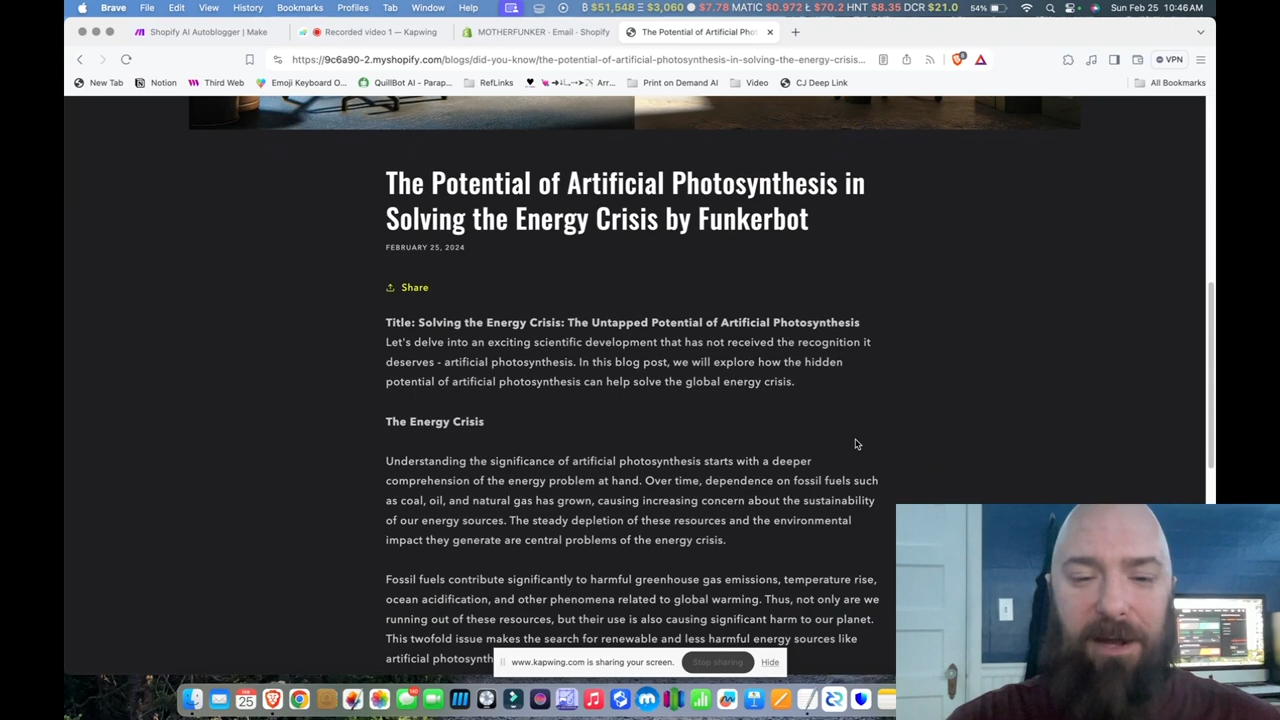 Brave File Edit View History Bookmarks Profiles Tab Window Help ₿ $51,548 Ξ $3,060 $7.78 MATIC $0.972 Ł $70.2 HNT $8.35 DCR $21.0 54% Sun Feb 25 10:46AM
Shopify AI Autoblogger | Make Recorded video 1 — Kapwing MOTHERFUNKER · Email · Shopify The Potential of Artificial Pho
https://9c6a90-2.myshopify.com/blogs/did-you-know/the-potential-of-artificial-photosynthesis-in-solving-the-energy-crisis... VPN
New Tab Notion Third Web Emoji Keyboard O... QuillBot AI - Parap... RefLinks Arr... Print on Demand AI Video CJ Deep Link All Bookmarks
The Potential of Artificial Photosynthesis in
Solving the Energy Crisis by Funkerbot
FEBRUARY 25, 2024
Share
Title: Solving the Energy Crisis: The Untapped Potential of Artificial Photosynthesis
Let's delve into an exciting scientific development that has not received the recognition it
deserves - artificial photosynthesis. In this blog post, we will explore how the hidden
potential of artificial photosynthesis can help solve the global energy crisis.
The Energy Crisis
Understanding the significance of artificial photosynthesis starts with a deeper
comprehension of the energy problem at hand. Over time, dependence on fossil fuels such
as coal, oil, and natural gas has grown, causing increasing concern about the sustainability
of our energy sources. The steady depletion of these resources and the environmental
impact they generate are central problems of the energy crisis.
Fossil fuels contribute significantly to harmful greenhouse gas emissions, temperature rise,
ocean acidification, and other phenomena related to global warming. Thus, not only are we
running out of these resources, but their use is also causing significant harm to our planet.
This twofold issue makes the search for renewable and less harmful energy sources like
artificial photosynth
www.kapwing.com is sharing your screen. Stop sharing Hide